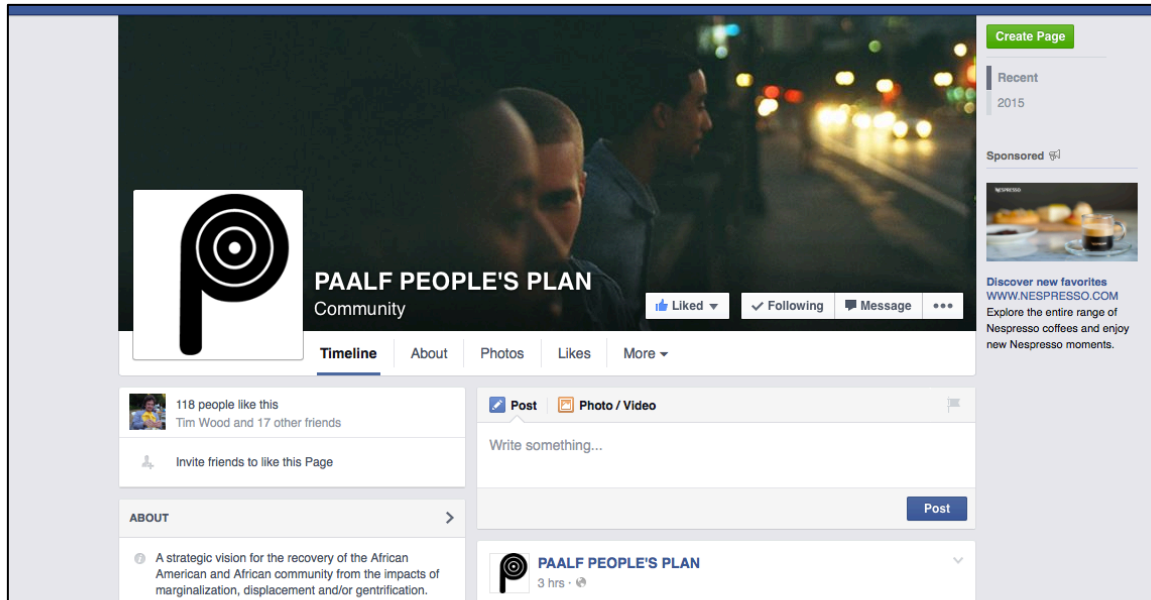 Create Page
Recent
2015
Sponsored
NESPRESSO
Discover new favorites
WWW.NESPRESSO.COM
Explore the entire range of
Nespresso coffees and enjoy
new Nespresso moments.
PAALF PEOPLE'S PLAN
Community
Liked
Following
Message
Timeline
About
Photos
Likes
More
118 people like this
Tim Wood and 17 other friends
Invite friends to like this Page
ABOUT
A strategic vision for the recovery of the African
American and African community from the impacts of
marginalization, displacement and/or gentrification.
Post
Photo / Video
Write something...
Post
PAALF PEOPLE'S PLAN
3 hrs ·